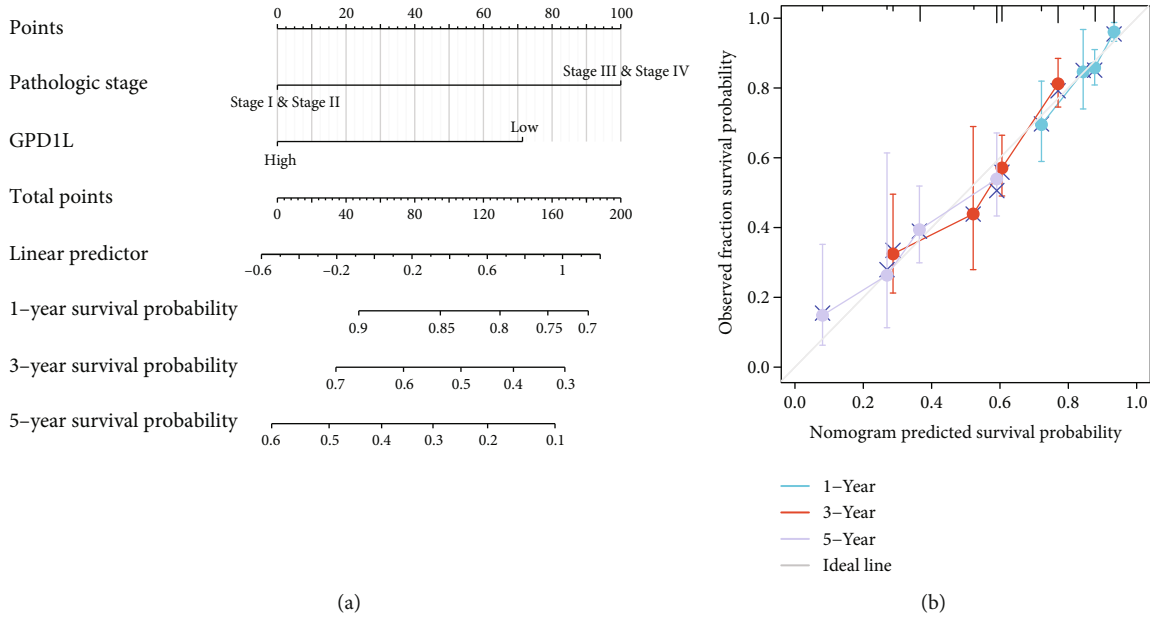 Points
0 20 40 60 80 100
Pathologic stage
Stage III & Stage IV
Stage I & Stage II
GPD1L
Low
High
Total points
0 40 80 120 160 200
Linear predictor
−0.6 −0.2 0.2 0.6 1
1−year survival probability
0.9 0.85 0.8 0.75 0.7
3−year survival probability
0.7 0.6 0.5 0.4 0.3
5−year survival probability
0.6 0.5 0.4 0.3 0.2 0.1
(a)
Observed fraction survival probability
1.0
0.8
0.6
0.4
0.2
0.0
0.0 0.2 0.4 0.6 0.8 1.0
Nomogram predicted survival probability
1−Year
3−Year
5−Year
Ideal line
(b)